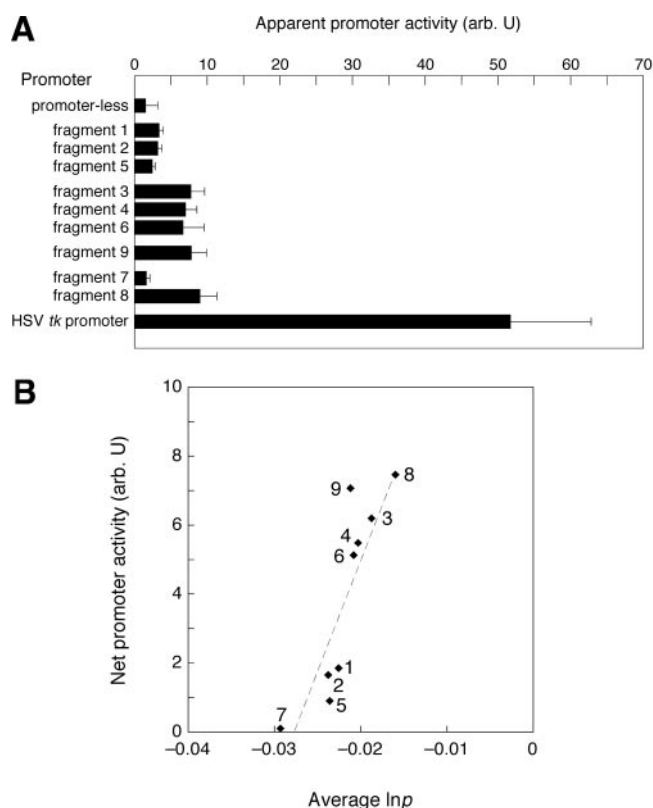 A
Apparent promoter activity (arb. U)
Promoter
0 10 20 30 40 50 60 70
promoter-less
fragment 1
fragment 2
fragment 5
fragment 3
fragment 4
fragment 6
fragment 9
fragment 7
fragment 8
HSV tk promoter
B
Net promoter activity (arb. U)
10
8
6
4
2
0
8
9
3
4
6
1
2
5
7
−0.04 −0.03 −0.02 −0.01 0
Average lnp